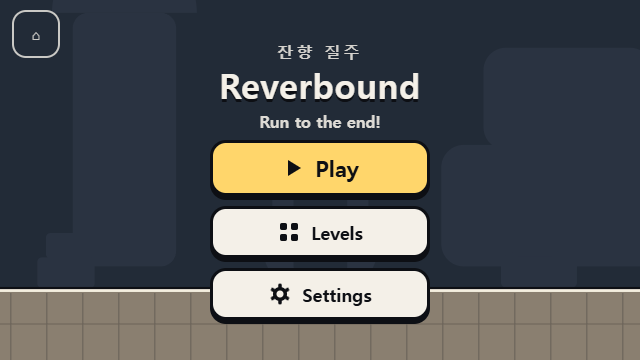 잔향 질주
Reverbound
Run to the end!
Play
Levels
Settings